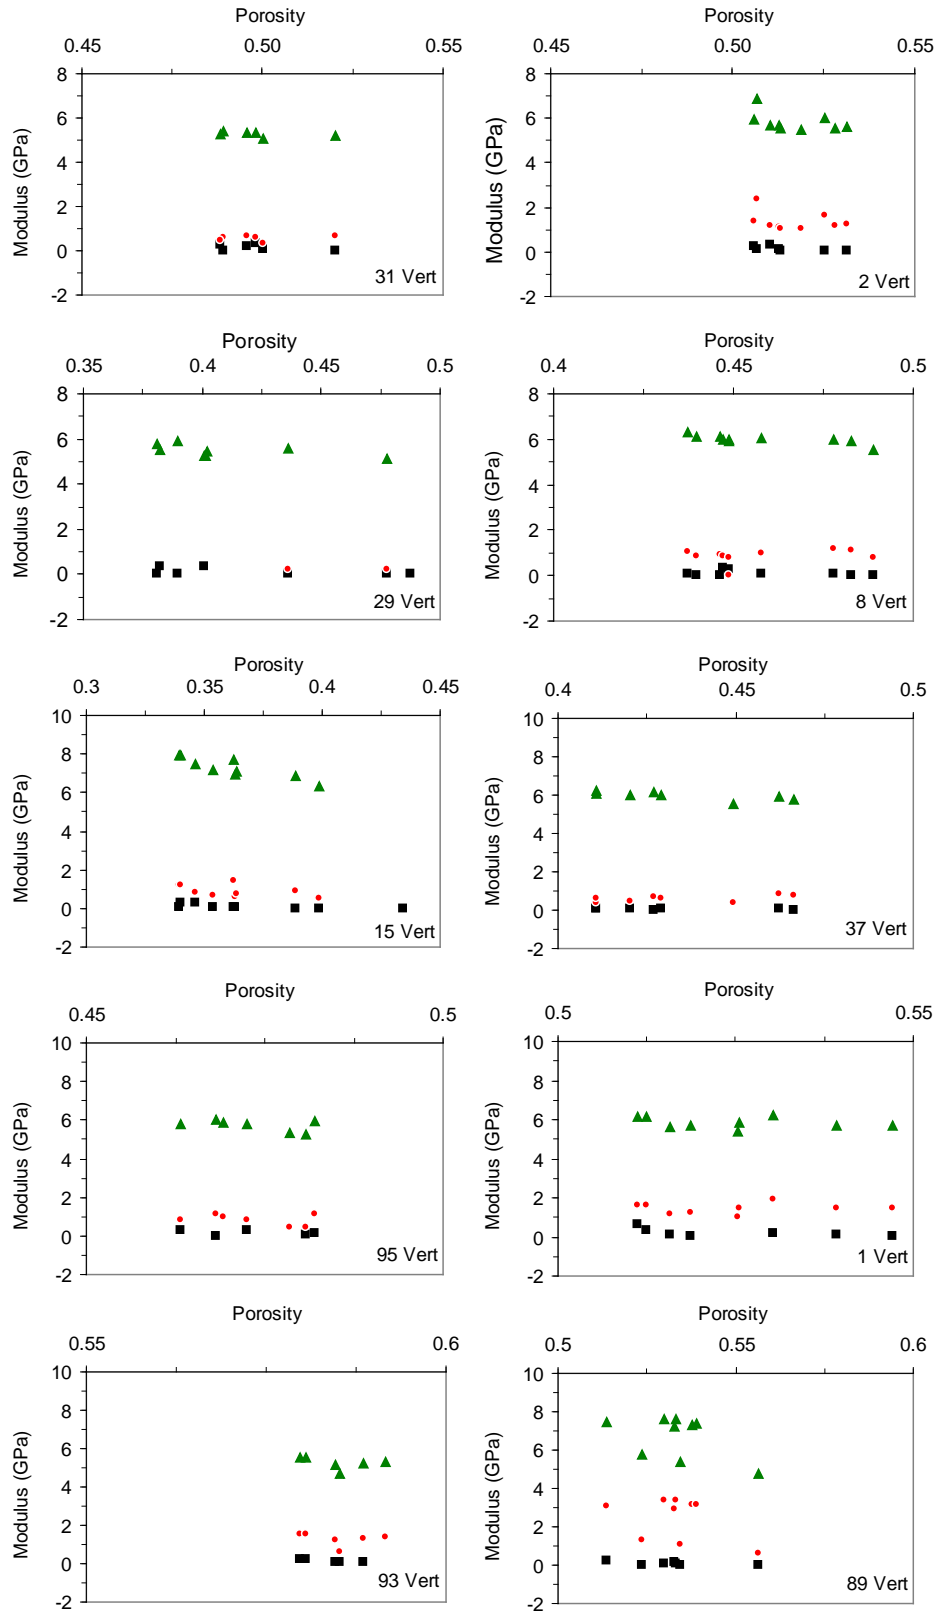 Porosity
0.45 0.50 0.55
8
6
4
2
0
-2
Modulus (GPa)
31 Vert
Porosity
0.45 0.50 0.55
8
6
4
2
0
-2
Modulus (GPa)
2 Vert
Porosity
0.35 0.4 0.45 0.5
8
6
4
2
0
-2
Modulus (GPa)
29 Vert
Porosity
0.4 0.45 0.5
8
6
4
2
0
-2
Modulus (GPa)
8 Vert
Porosity
0.3 0.35 0.4 0.45
10
8
6
4
2
0
-2
Modulus (GPa)
15 Vert
Porosity
0.4 0.45 0.5
10
8
6
4
2
0
-2
Modulus (GPa)
37 Vert
Porosity
0.45 0.5
10
8
6
4
2
0
-2
Modulus (GPa)
95 Vert
Porosity
0.5 0.55
10
8
6
4
2
0
-2
Modulus (GPa)
1 Vert
Porosity
0.55 0.6
10
8
6
4
2
0
-2
Modulus (GPa)
93 Vert
Porosity
0.5 0.55 0.6
10
8
6
4
2
0
-2
Modulus (GPa)
89 Vert